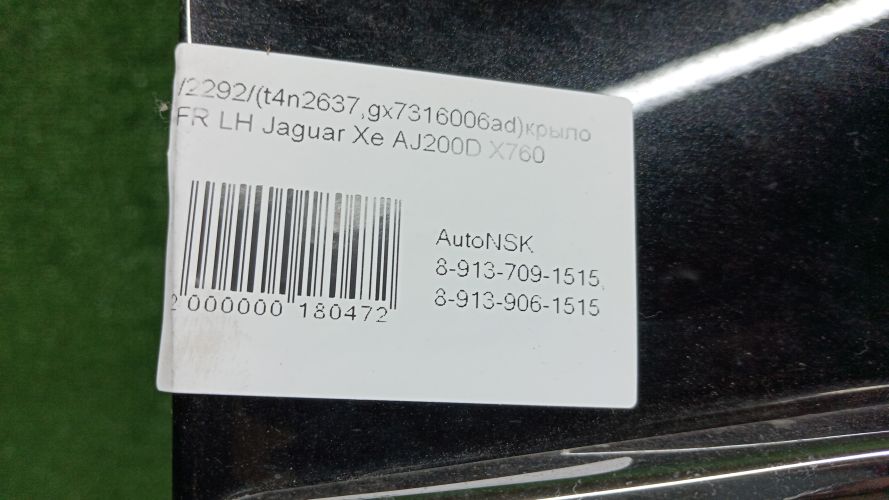 /2292/(t4n2637,gx7316006ad)крыло
FR LH Jaguar Xe AJ200D X760
AutoNSK
8-913-709-1515,
8-913-906-1515
2 000000 180472